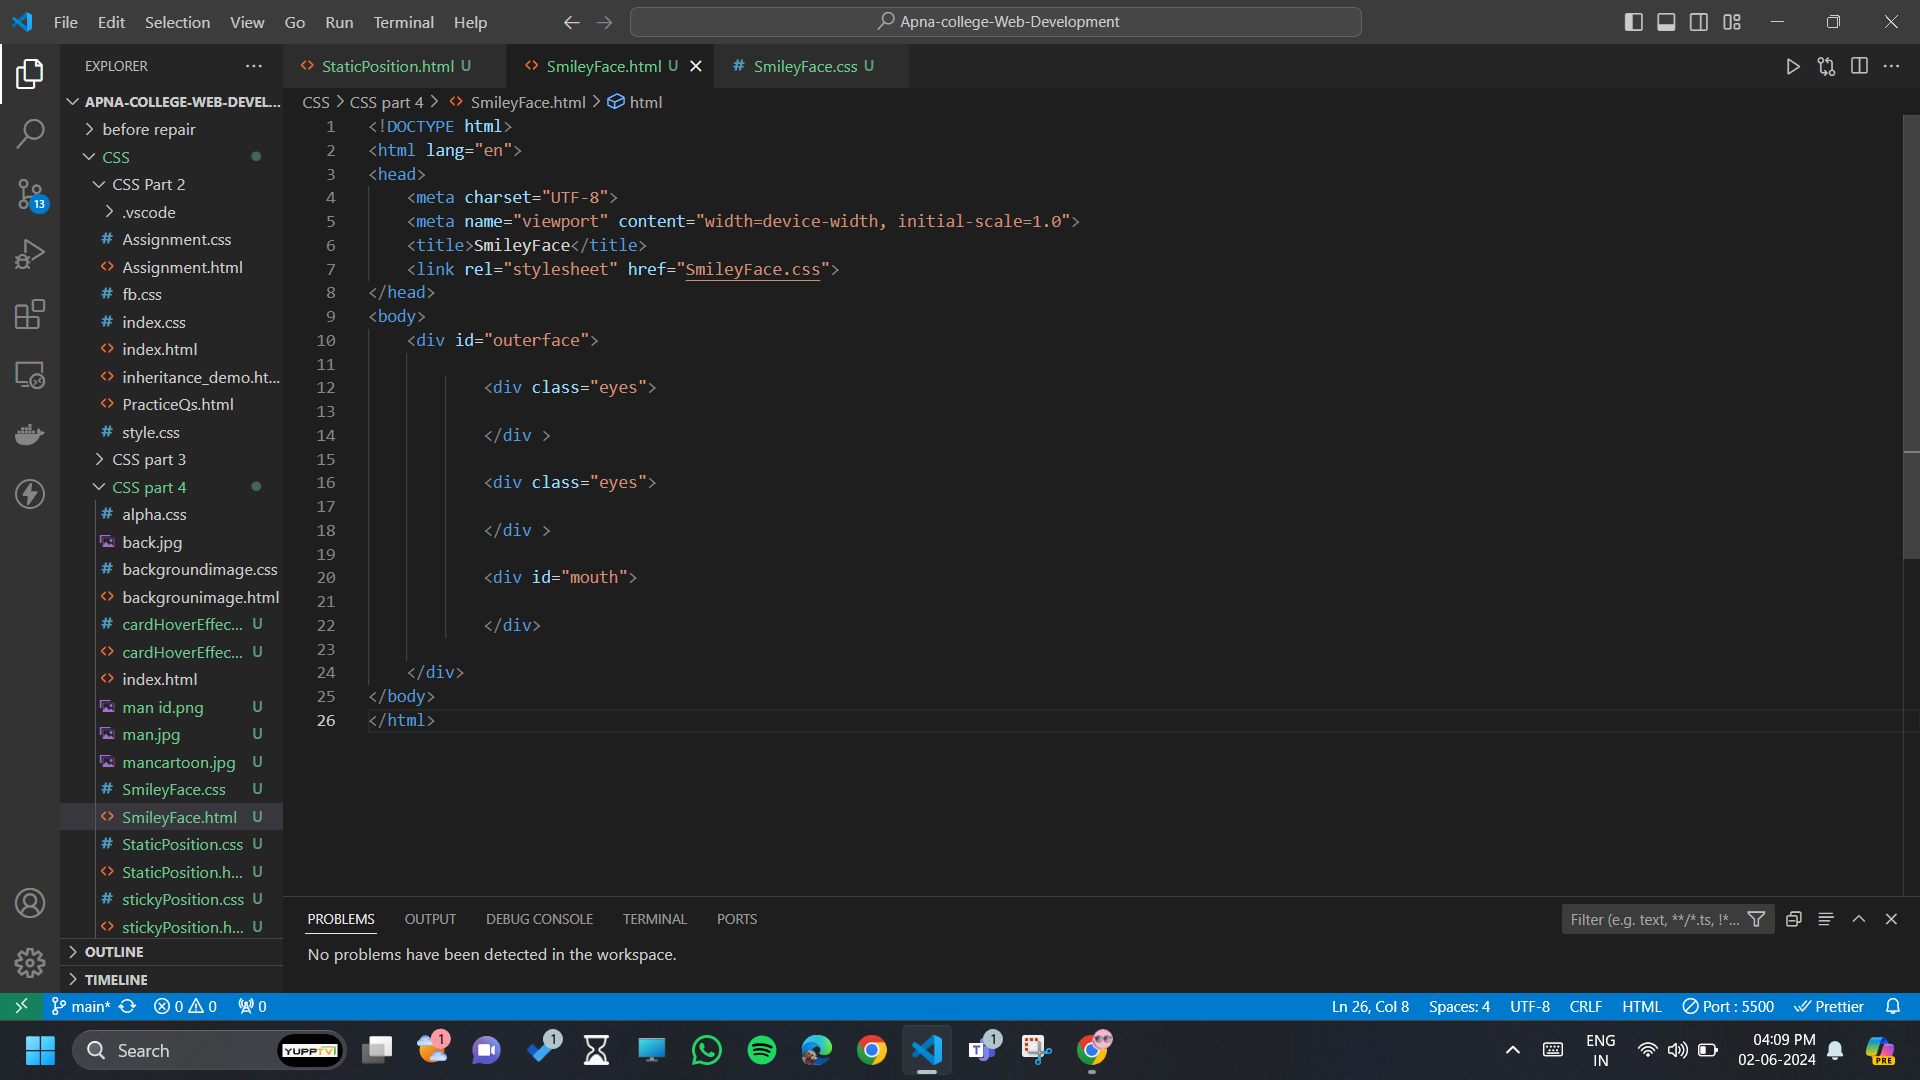 File Edit Selection View Go Run Terminal Help
Apna-college-Web-Development
EXPLORER
StaticPosition.html U
SmileyFace.html U
SmileyFace.css U
APNA-COLLEGE-WEB-DEVEL...
before repair
CSS
CSS Part 2
.vscode
Assignment.css
Assignment.html
fb.css
index.css
index.html
inheritance_demo.ht...
PracticeQs.html
style.css
CSS part 3
CSS part 4
alpha.css
back.jpg
backgroundimage.css
backgrounimage.html
cardHoverEffec... U
cardHoverEffec... U
index.html
man id.png U
man.jpg U
mancartoon.jpg U
SmileyFace.css U
SmileyFace.html U
StaticPosition.css U
StaticPosition.h... U
stickyPosition.css U
stickyPosition.h... U
OUTLINE
TIMELINE
13
CSS > CSS part 4 > SmileyFace.html > html
1 <!DOCTYPE html>
2 <html lang="en">
3 <head>
4 <meta charset="UTF-8">
5 <meta name="viewport" content="width=device-width, initial-scale=1.0">
6 <title>SmileyFace</title>
7 <link rel="stylesheet" href="SmileyFace.css">
8 </head>
9 <body>
10 <div id="outerface">
11
12 <div class="eyes">
13
14 </div >
15
16 <div class="eyes">
17
18 </div >
19
20 <div id="mouth">
21
22 </div>
23
24 </div>
25 </body>
26 </html>
PROBLEMS OUTPUT DEBUG CONSOLE TERMINAL PORTS
Filter (e.g. text, **/*.ts, !*...
No problems have been detected in the workspace.
main* 0 0 0
Ln 26, Col 8 Spaces: 4 UTF-8 CRLF HTML Port : 5500 Prettier
Search
YUPPTV
1
1
1
ENG
IN
04:09 PM
02-06-2024
PRE